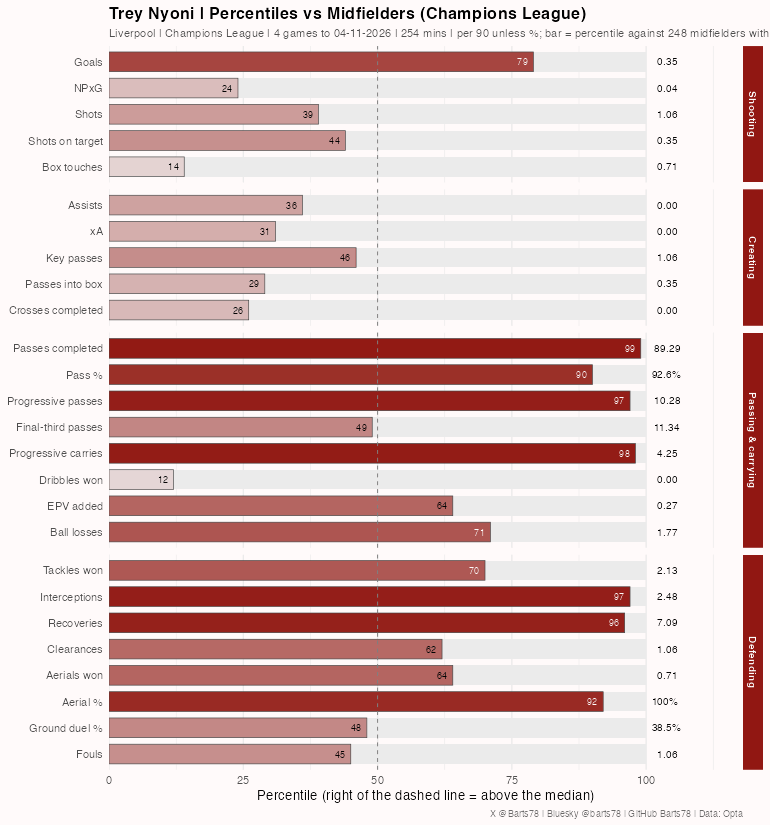 Trey Nyoni | Percentiles vs Midfielders (Champions League)
Liverpool | Champions League | 4 games to 04-11-2026 | 254 mins | per 90 unless %; bar = percentile against 248 midfielders with
Goals 79 0.35
NPxG 24 0.04
Shots 39 1.06
Shots on target 44 0.35
Box touches 14 0.71
Shooting
Assists 36 0.00
xA 31 0.00
Key passes 46 1.06
Passes into box 29 0.35
Crosses completed 26 0.00
Creating
Passes completed 99 89.29
Pass % 90 92.6%
Progressive passes 97 10.28
Final-third passes 49 11.34
Progressive carries 98 4.25
Dribbles won 12 0.00
EPV added 64 0.27
Ball losses 71 1.77
Passing & carrying
Tackles won 70 2.13
Interceptions 97 2.48
Recoveries 96 7.09
Clearances 62 1.06
Aerials won 64 0.71
Aerial % 92 100%
Ground duel % 48 38.5%
Fouls 45 1.06
Defending
0 25 50 75 100
Percentile (right of the dashed line = above the median)
X @Barts78 | Bluesky @barts78 | GitHub Barts78 | Data: Opta